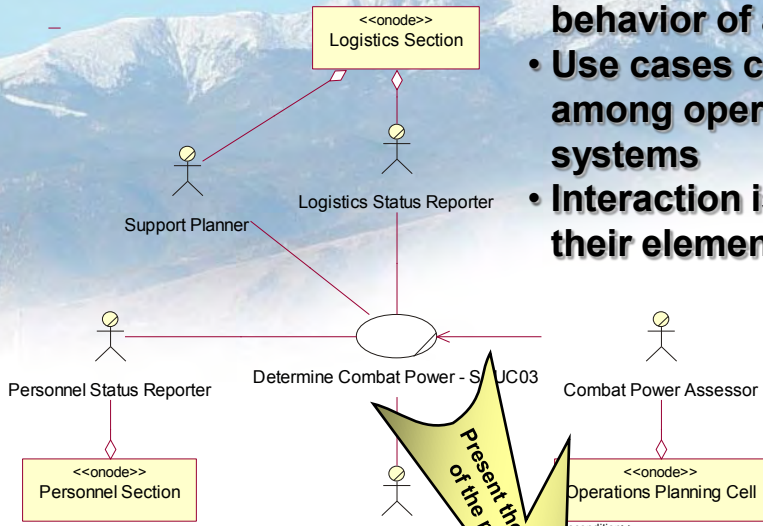 behavior of a
• Use cases c
among oper
systems
• Interaction i
their elemen
<<onode>>
Logistics Section
Support Planner
Logistics Status Reporter
Personnel Status Reporter
Determine Combat Power - S
UC03
Combat Power Assessor
<<onode>>
Personnel Section
Present the
of the
<<onode>>
Operations Planning Cell